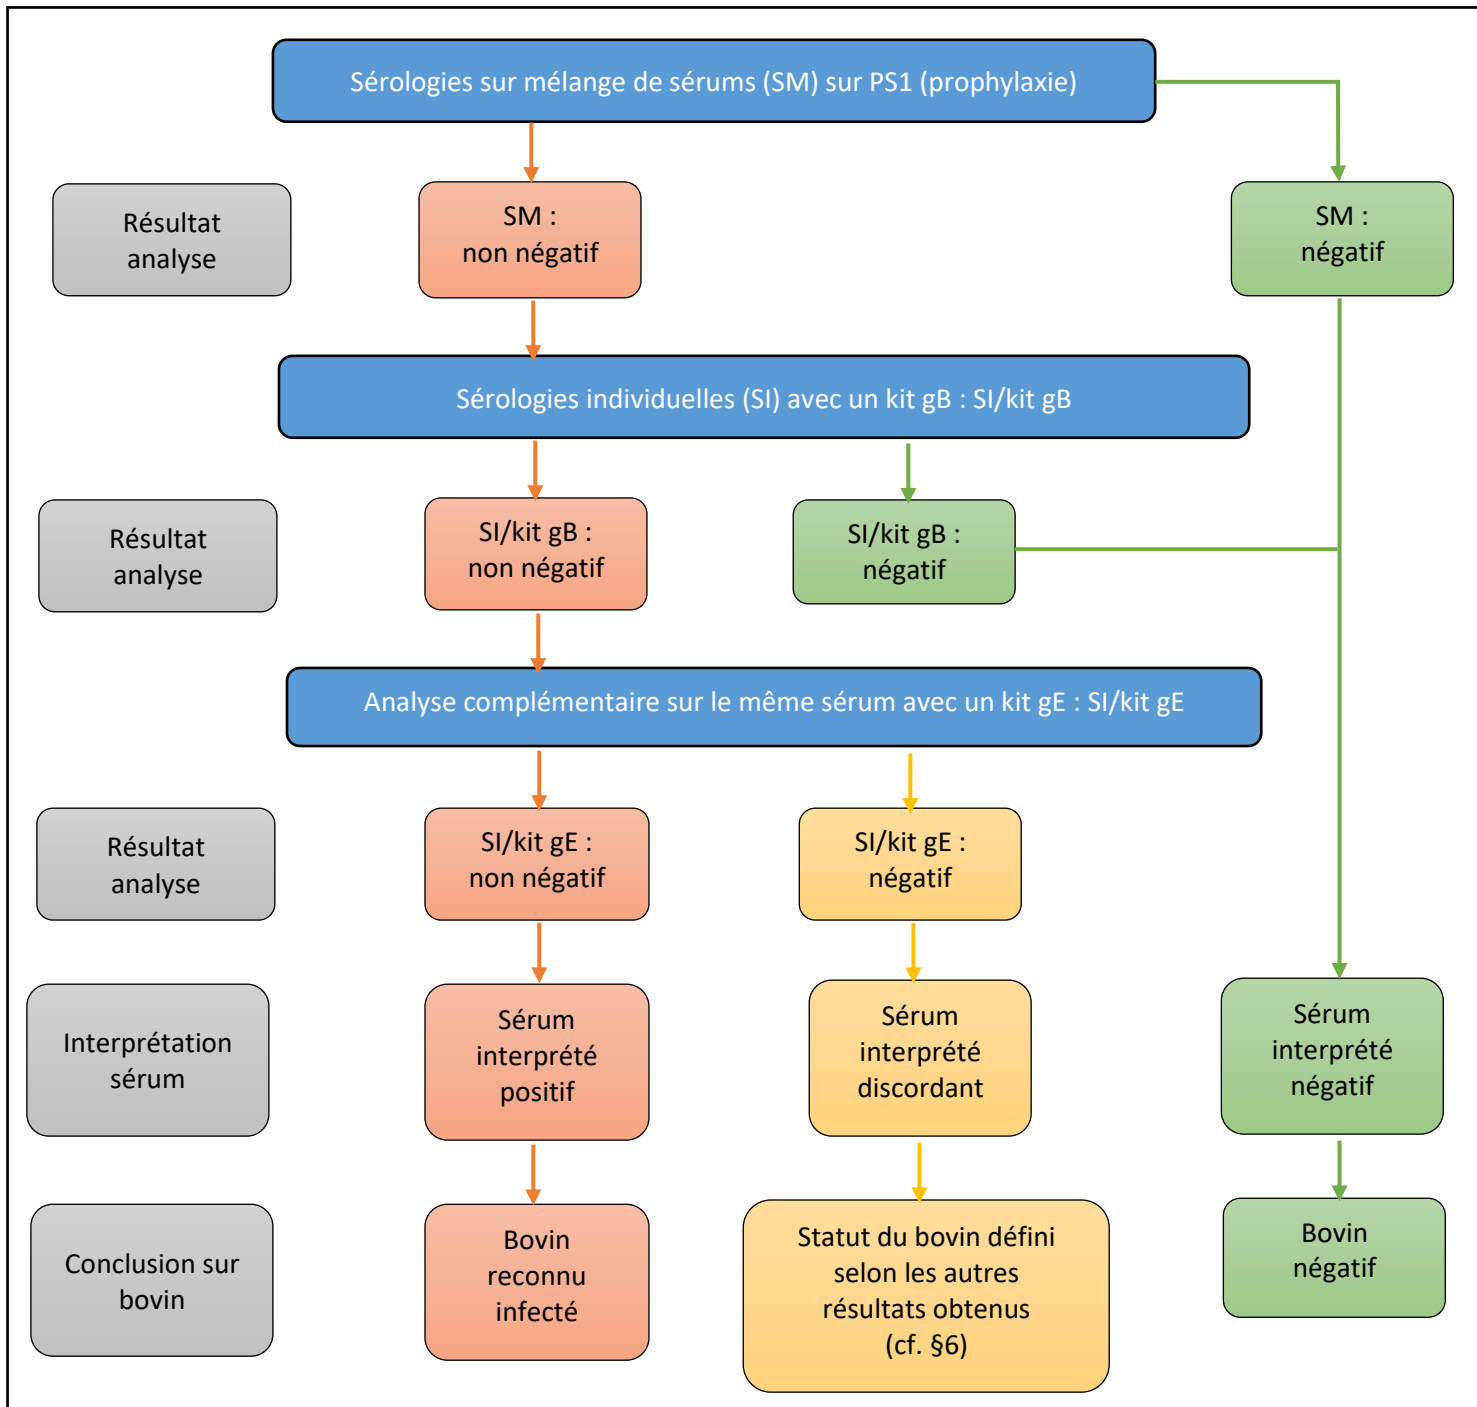 Sérologies sur mélange de sérums (SM) sur PS1 (prophylaxie)
Résultat
analyse
SM :
non négatif
SM :
négatif
Sérologies individuelles (SI) avec un kit gB : SI/kit gB
Résultat
analyse
SI/kit gB :
non négatif
SI/kit gB :
négatif
Analyse complémentaire sur le même sérum avec un kit gE : SI/kit gE
Résultat
analyse
SI/kit gE :
non négatif
SI/kit gE :
négatif
Interprétation
sérum
Sérum
interprété
positif
Sérum
interprété
discordant
Sérum
interprété
négatif
Conclusion sur
bovin
Bovin
reconnu
infecté
Statut du bovin défini
selon les autres
résultats obtenus
(cf. §6)
Bovin
négatif